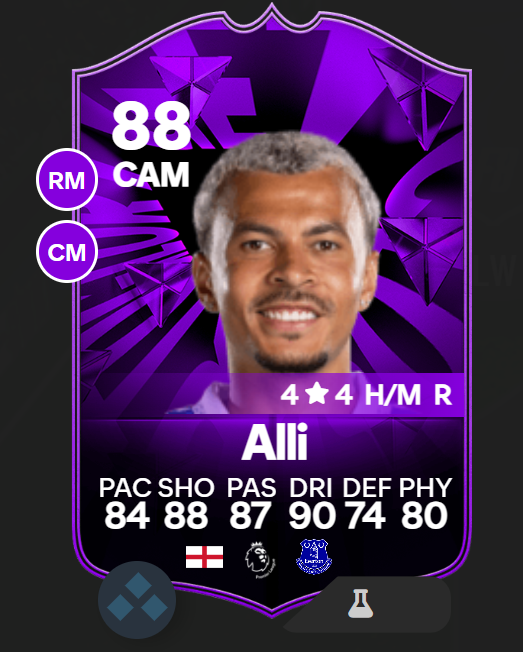 88
CAM
RM
CM
4 ★ 4 H/M R
Alli
PAC SHO PAS DRI DEF PHY
84 88 87 90 74 80